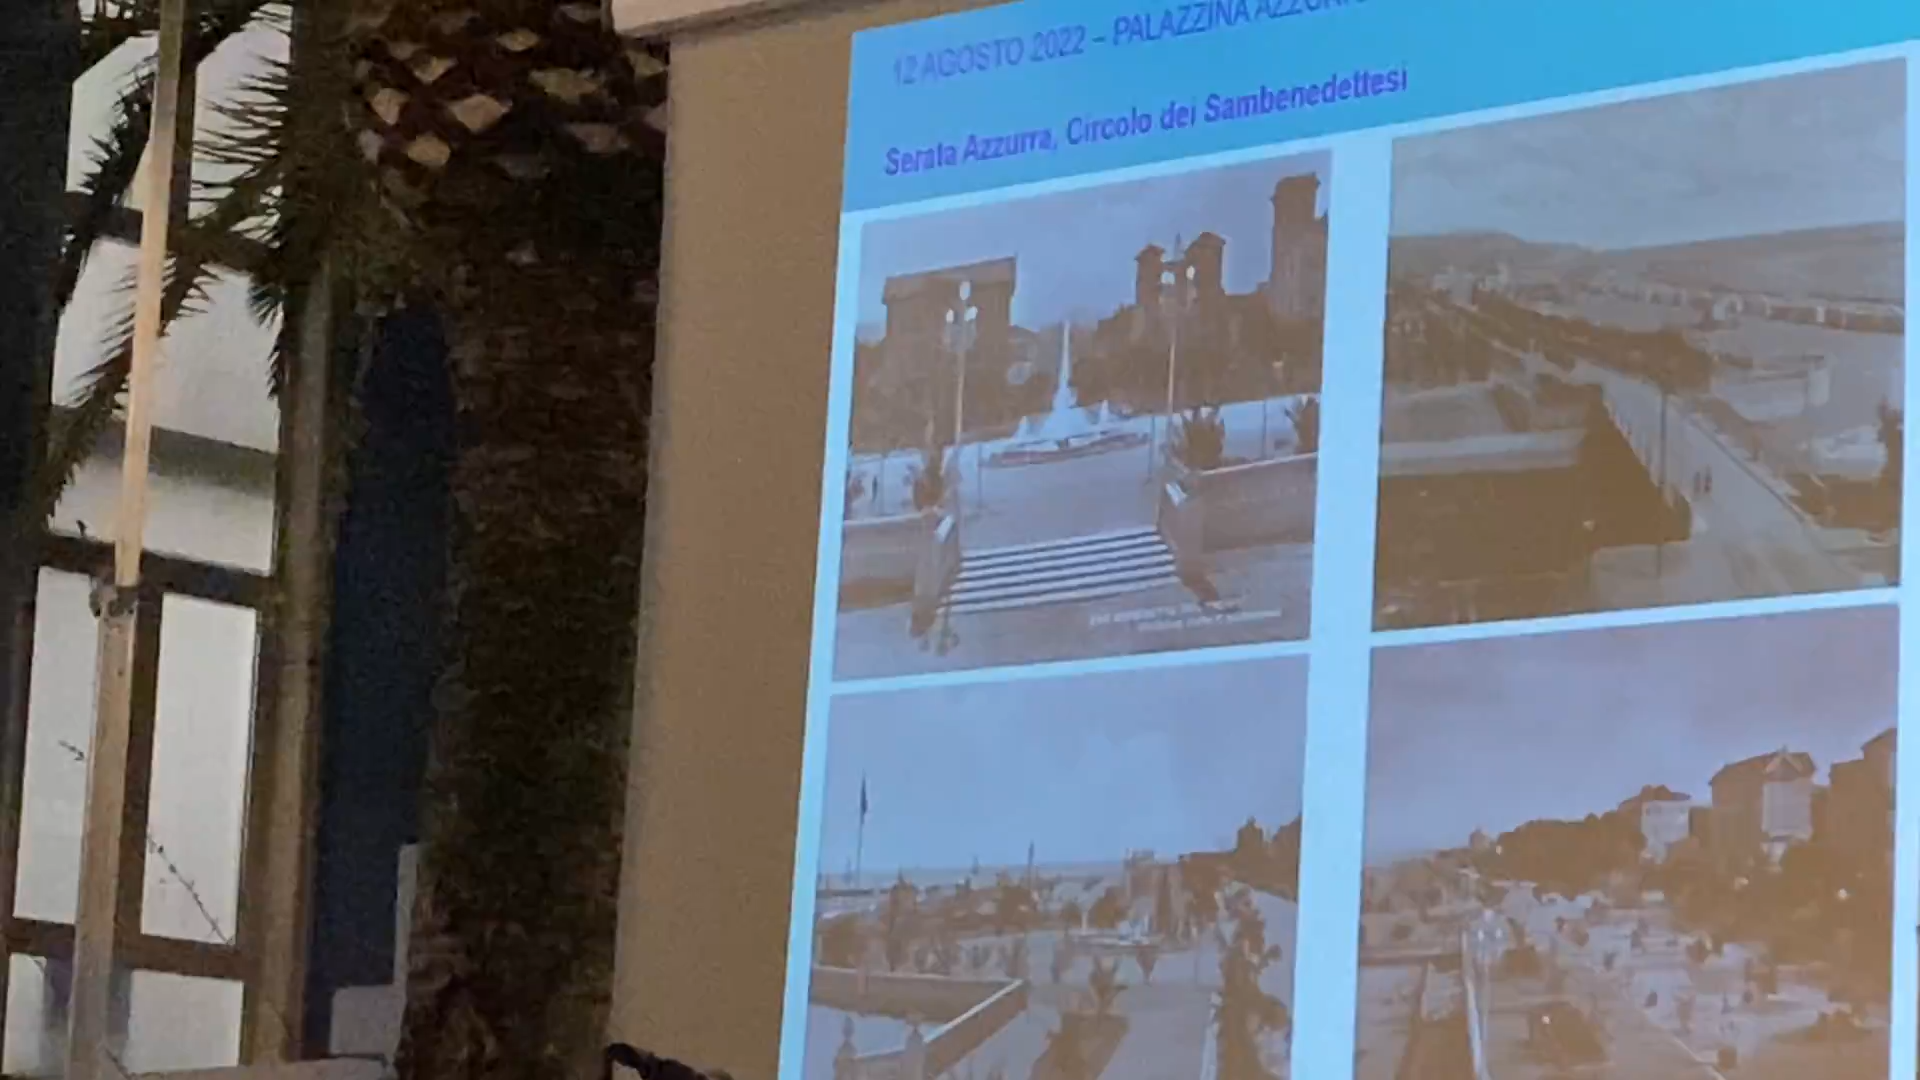 12 AGOSTO 2022 – PALAZZINA
Serata Azzurra, Circolo dei Sambenedettesi